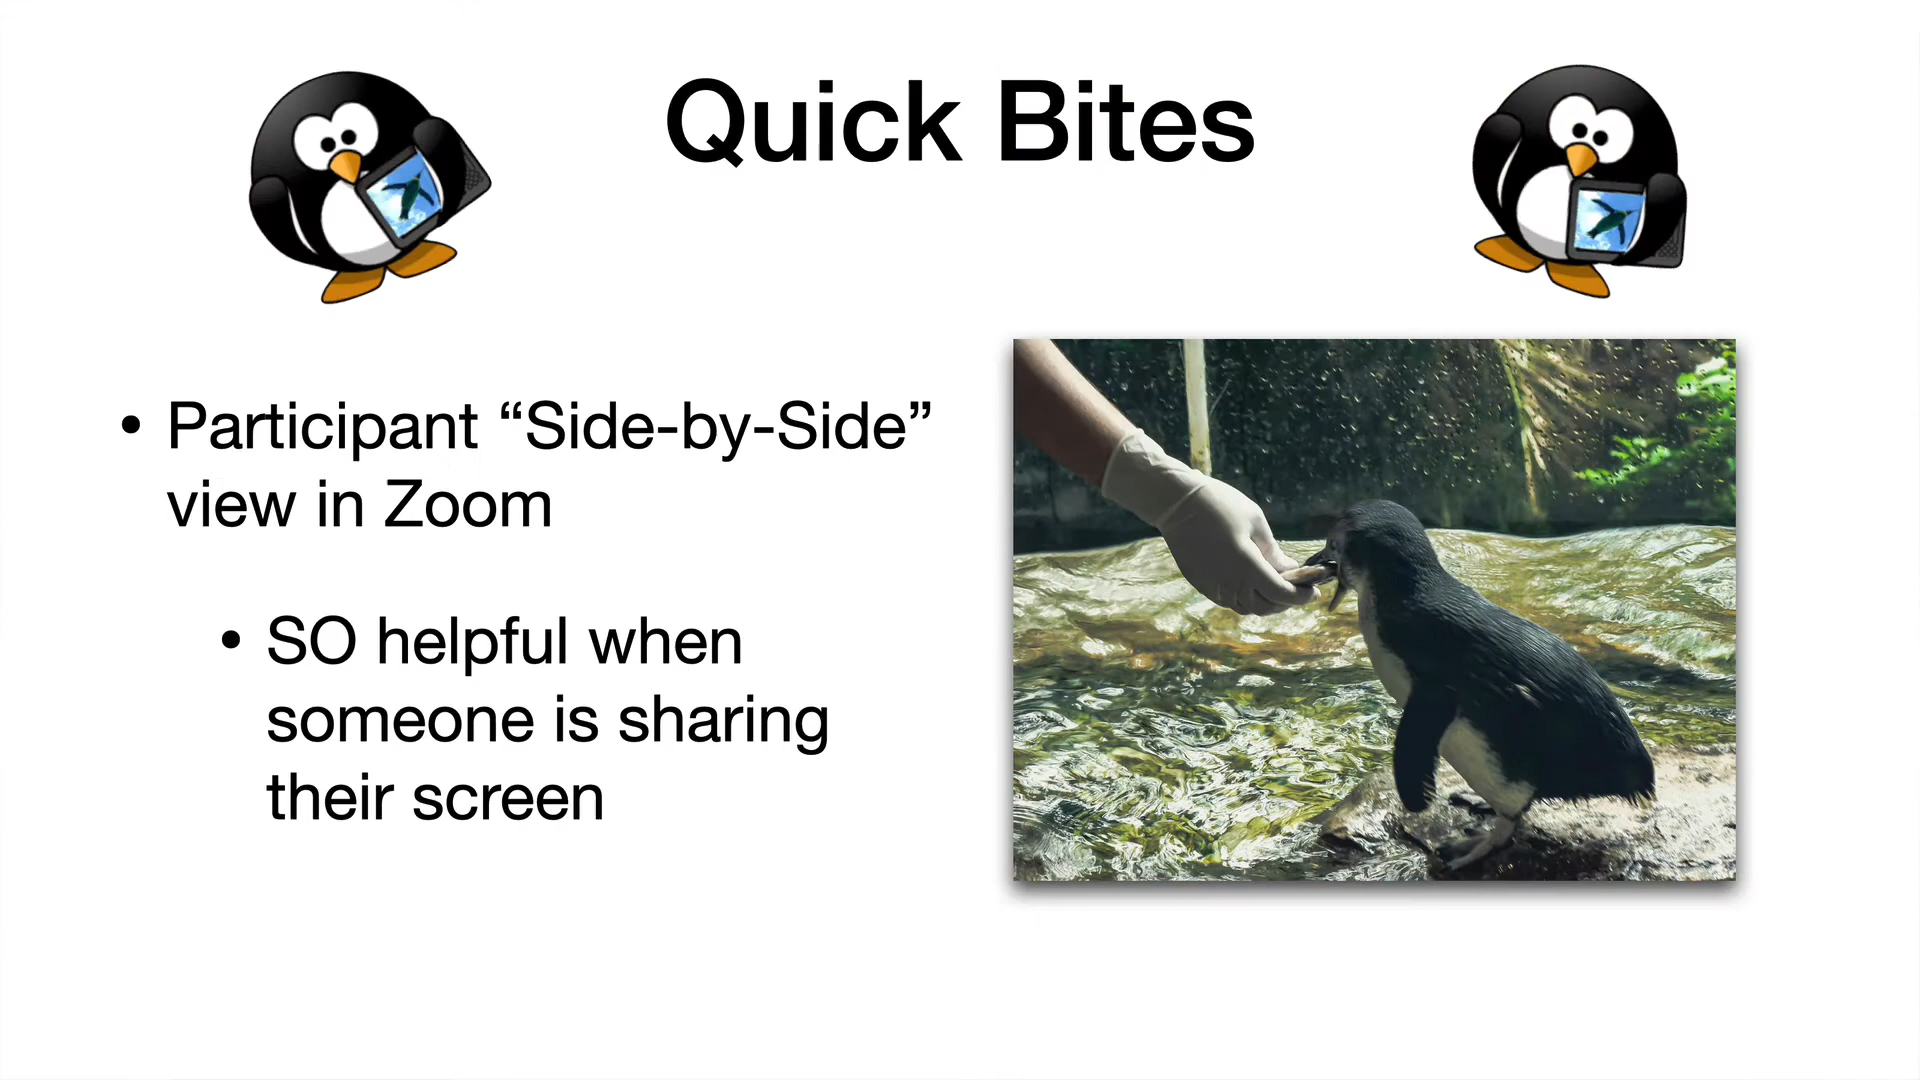 Quick Bites
• Participant “Side-by-Side”
view in Zoom
• SO helpful when
someone is sharing
their screen